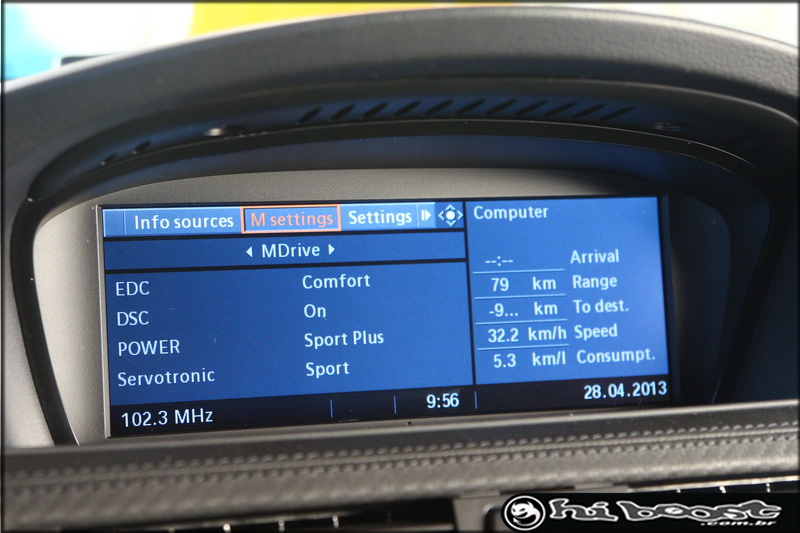 Info sources M settings Settings
MDrive
EDC Comfort
DSC On
POWER Sport Plus
Servotronic Sport
102.3 MHz 9:56 28.04.2013
Computer
--:-- Arrival
79 km Range
-9... km To dest.
32.2 km/h Speed
5.3 km/l Consumpt.
hi boost
.com.br